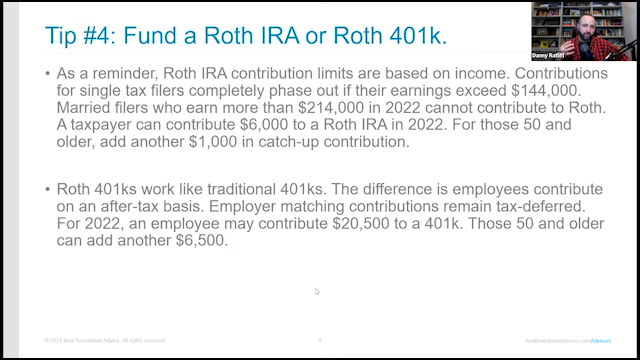 Tip #4: Fund a Roth IRA or Roth 401k.
Danny Ratliff
• As a reminder, Roth IRA contribution limits are based on income. Contributions
for single tax filers completely phase out if their earnings exceed $144,000.
Married filers who earn more than $214,000 in 2022 cannot contribute to Roth.
A taxpayer can contribute $6,000 to a Roth IRA in 2022. For those 50 and
older, add another $1,000 in catch-up contribution.
• Roth 401ks work like traditional 401ks. The difference is employees contribute
on an after-tax basis. Employer matching contributions remain tax-deferred.
For 2022, an employee may contribute $20,500 to a 401k. Those 50 and older
can add another $6,500.
© 2021 Real Investment Advice. All rights reserved.
RealInvestmentAdvice.com/Advisors